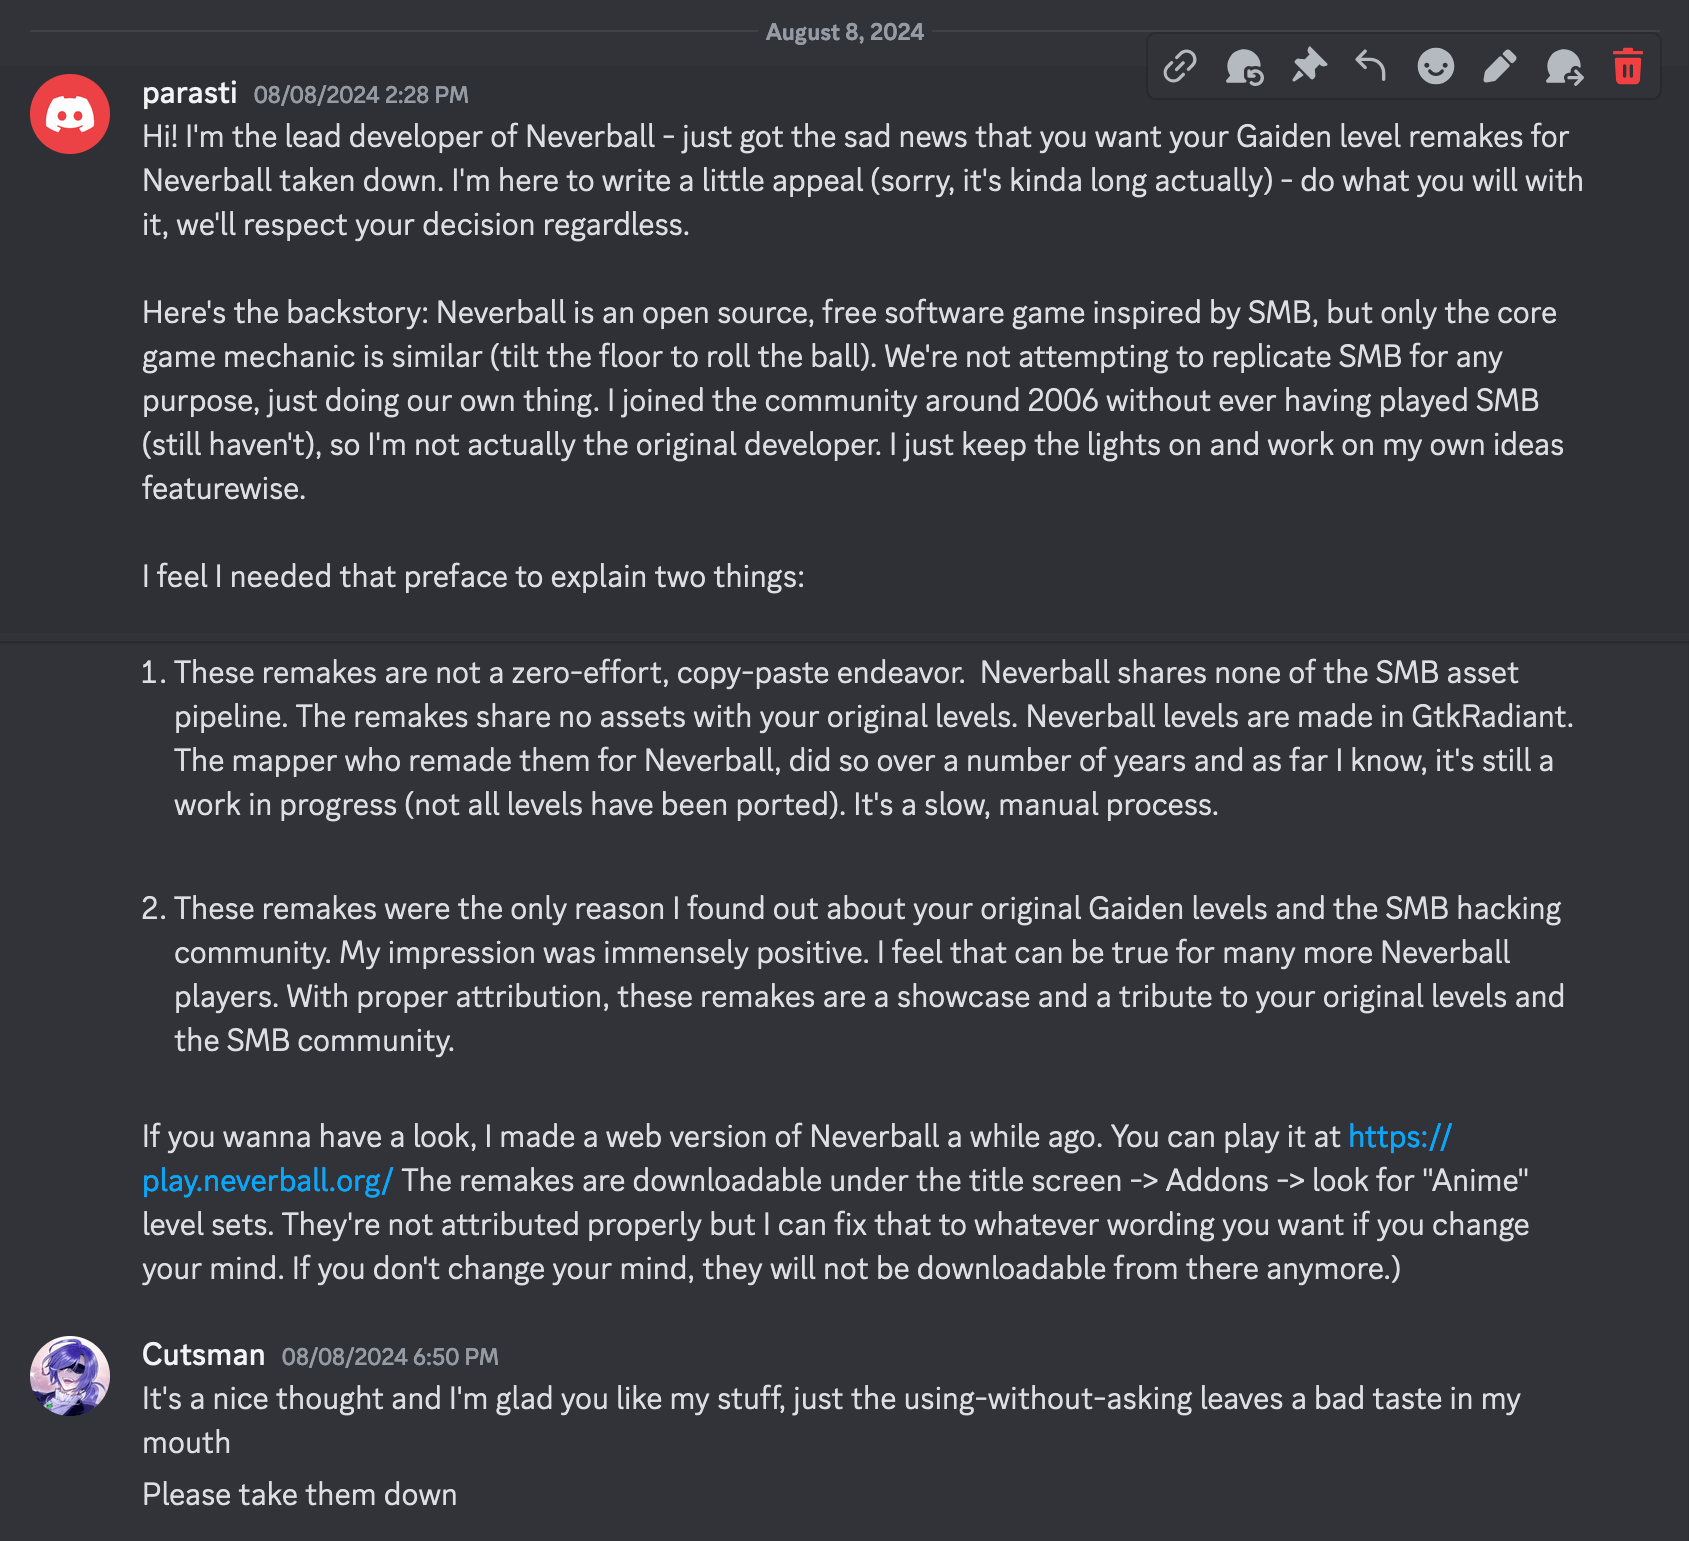 August 8, 2024
parasti 08/08/2024 2:28 PM
Hi! I'm the lead developer of Neverball - just got the sad news that you want your Gaiden level remakes for
Neverball taken down. I'm here to write a little appeal (sorry, it's kinda long actually) - do what you will with
it, we'll respect your decision regardless.
Here's the backstory: Neverball is an open source, free software game inspired by SMB, but only the core
game mechanic is similar (tilt the floor to roll the ball). We're not attempting to replicate SMB for any
purpose, just doing our own thing. I joined the community around 2006 without ever having played SMB
(still haven't), so I'm not actually the original developer. I just keep the lights on and work on my own ideas
featurewise.
I feel I needed that preface to explain two things:
1. These remakes are not a zero-effort, copy-paste endeavor.  Neverball shares none of the SMB asset
pipeline. The remakes share no assets with your original levels. Neverball levels are made in GtkRadiant.
The mapper who remade them for Neverball, did so over a number of years and as far I know, it's still a
work in progress (not all levels have been ported). It's a slow, manual process.
2. These remakes were the only reason I found out about your original Gaiden levels and the SMB hacking
community. My impression was immensely positive. I feel that can be true for many more Neverball
players. With proper attribution, these remakes are a showcase and a tribute to your original levels and
the SMB community.
If you wanna have a look, I made a web version of Neverball a while ago. You can play it at https://
play.neverball.org/ The remakes are downloadable under the title screen -> Addons -> look for "Anime"
level sets. They're not attributed properly but I can fix that to whatever wording you want if you change
your mind. If you don't change your mind, they will not be downloadable from there anymore.)
Cutsman 08/08/2024 6:50 PM
It's a nice thought and I'm glad you like my stuff, just the using-without-asking leaves a bad taste in my
mouth
Please take them down